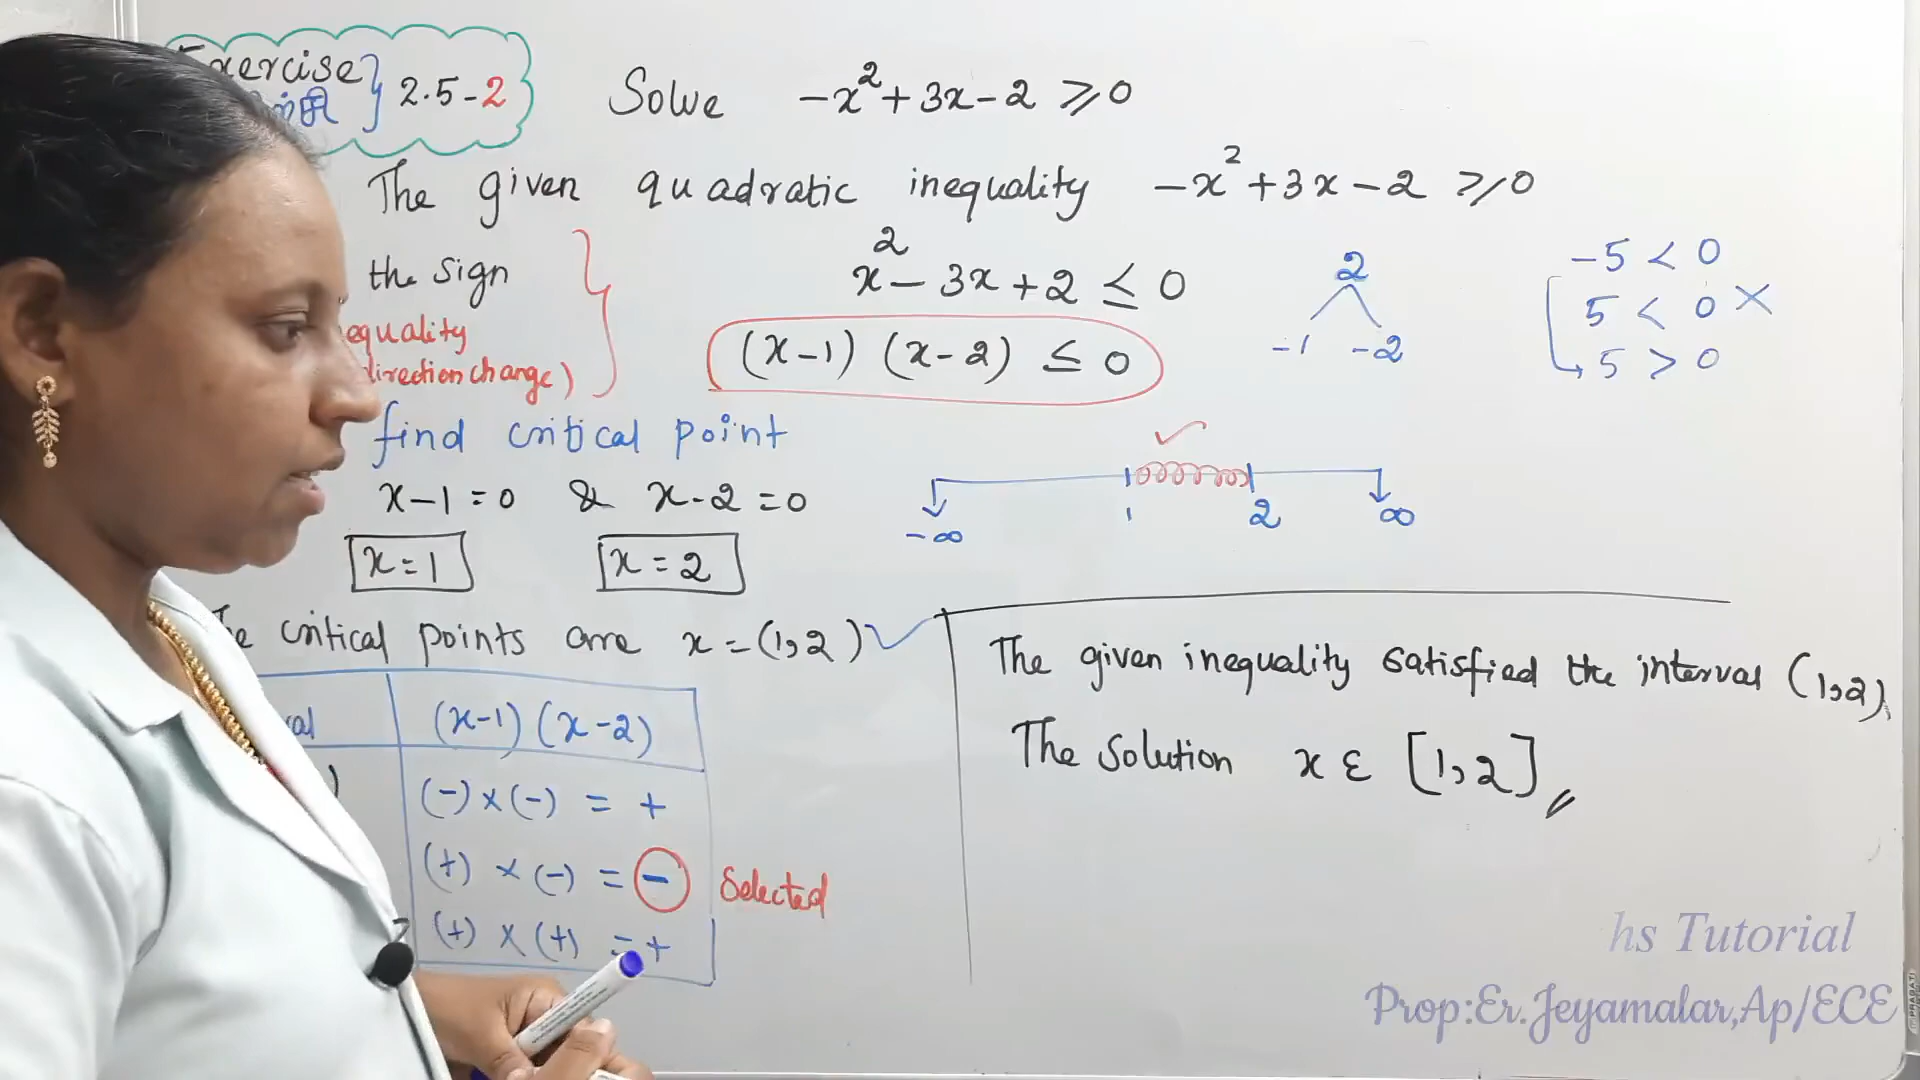 Exercise } 2.5-2
Solve -x² + 3x - 2 ≥ 0
The given quadratic inequality -x² + 3x - 2 ≥ 0
the sign
equality
direction change)
x² - 3x + 2 ≤ 0
(x-1) (x-2) ≤ 0
2
-1 -2
-5 < 0
5 < 0 ×
5 > 0
find critical point
x-1 = 0 & x-2 = 0
x = 1 x = 2
-∞ 1 2 ∞
critical points are x = (1,2)
(x-1) (x-2)
(-) × (-) = +
(+) × (-) = - Selected
(+) × (+) = +
The given inequality satisfied the interval (1,2)
The Solution x ε [1,2]
hs Tutorial
Prop:Er.Jeyamalar,Ap/ECE